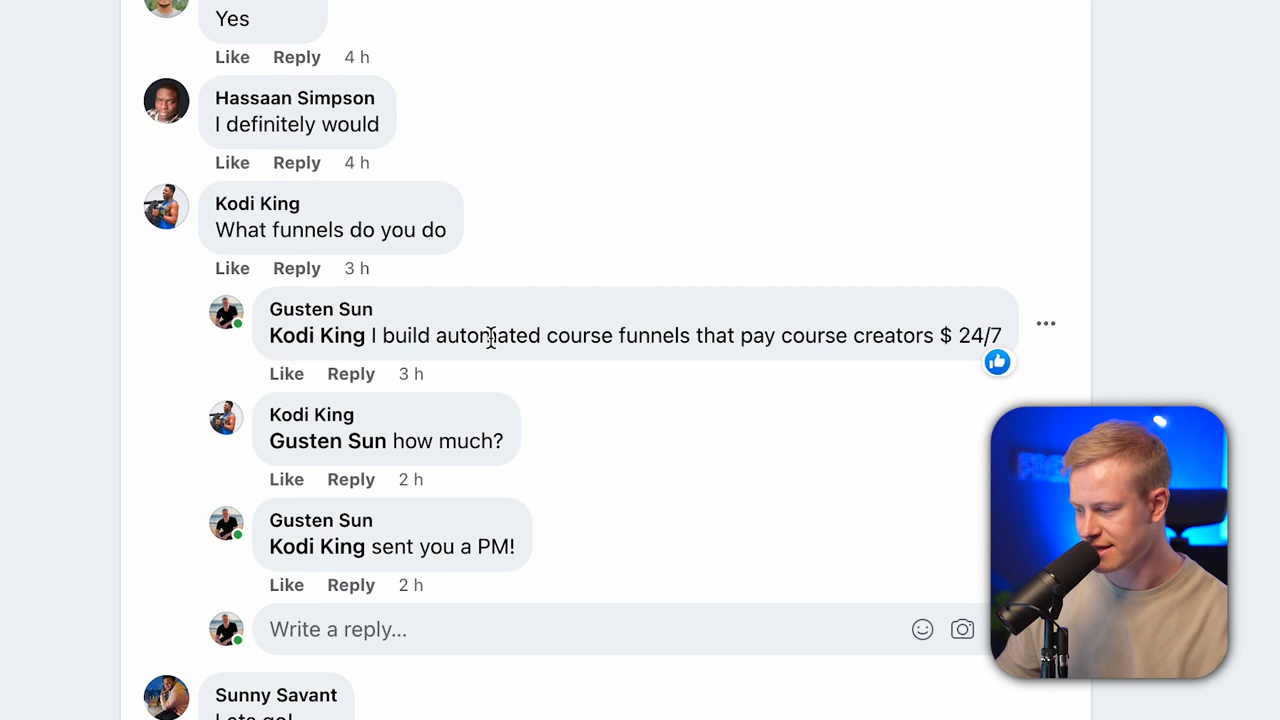 Yes
Like Reply 4 h
Hassaan Simpson
I definitely would
Like Reply 4 h
Kodi King
What funnels do you do
Like Reply 3 h
Gusten Sun
Kodi King I build automated course funnels that pay course creators $ 24/7
Like Reply 3 h
Kodi King
Gusten Sun how much?
Like Reply 2 h
Gusten Sun
Kodi King sent you a PM!
Like Reply 2 h
Write a reply...
Sunny Savant
Lets go!